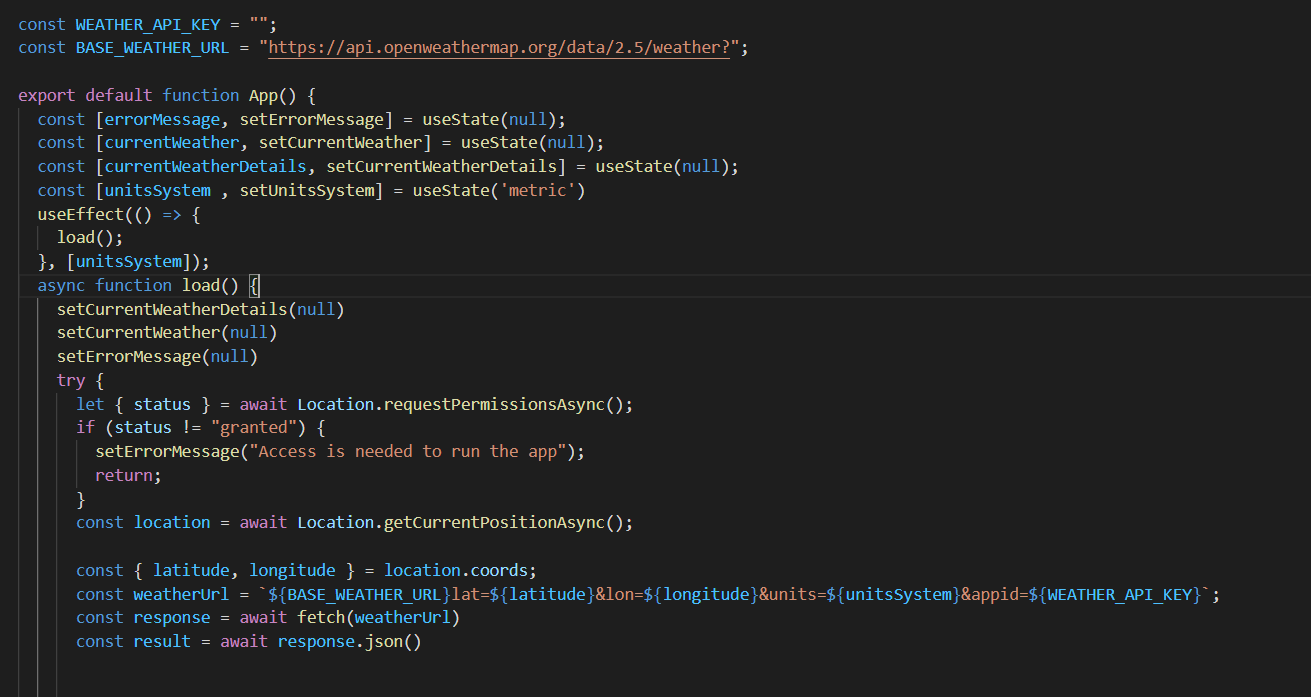 const WEATHER_API_KEY = "";
const BASE_WEATHER_URL = "https://api.openweathermap.org/data/2.5/weather?";

export default function App() {
  const [errorMessage, setErrorMessage] = useState(null);
  const [currentWeather, setCurrentWeather] = useState(null);
  const [currentWeatherDetails, setCurrentWeatherDetails] = useState(null);
  const [unitsSystem , setUnitsSystem] = useState('metric')
  useEffect(() => {
    load();
  }, [unitsSystem]);
  async function load() {
    setCurrentWeatherDetails(null)
    setCurrentWeather(null)
    setErrorMessage(null)
    try {
      let { status } = await Location.requestPermissionsAsync();
      if (status != "granted") {
        setErrorMessage("Access is needed to run the app");
        return;
      }
      const location = await Location.getCurrentPositionAsync();

      const { latitude, longitude } = location.coords;
      const weatherUrl = `${BASE_WEATHER_URL}lat=${latitude}&lon=${longitude}&units=${unitsSystem}&appid=${WEATHER_API_KEY}`;
      const response = await fetch(weatherUrl)
      const result = await response.json()